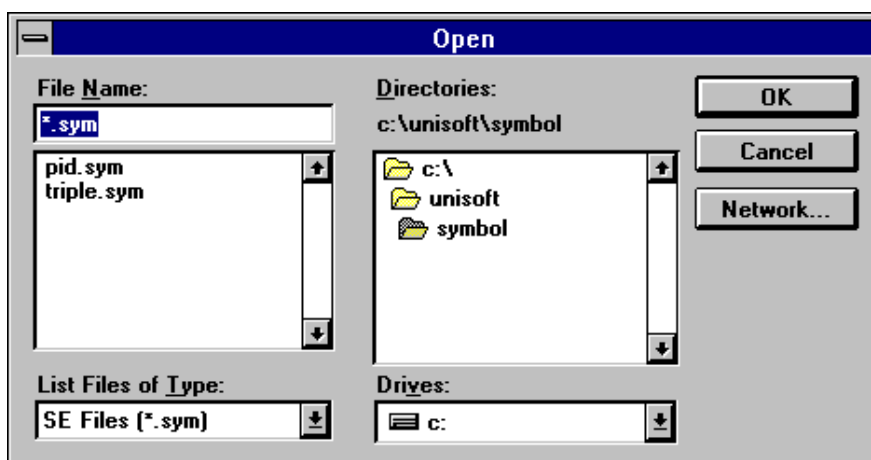 Open
File Name:
*.sym
pid.sym
triple.sym
List Files of Type:
SE Files (*.sym)
Directories:
c:\unisoft\symbol
c:\
unisoft
symbol
Drives:
c:
OK
Cancel
Network...